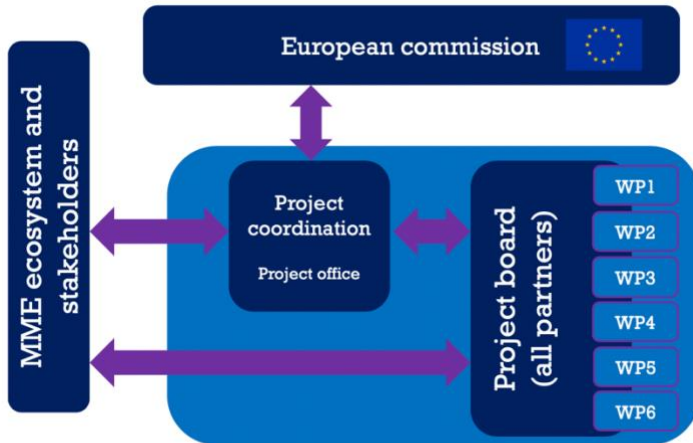 European commission
MME ecosystem and
stakeholders
Project
coordination
Project office
Project board
(all partners)
WP1
WP2
WP3
WP4
WP5
WP6